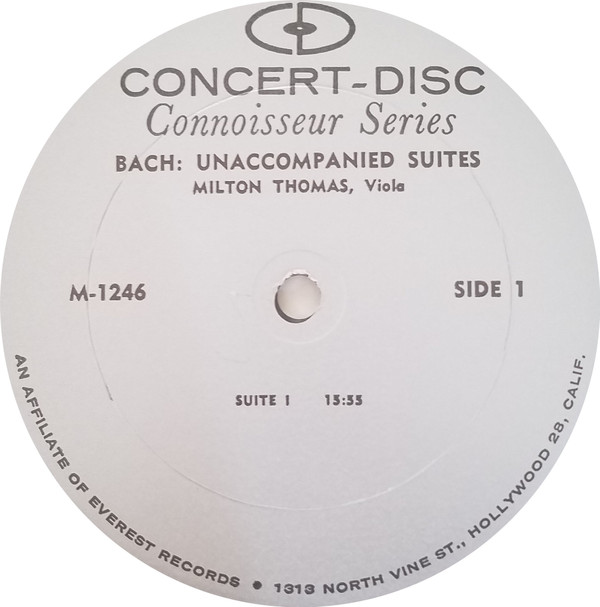 CD
CONCERT-DISC
Connoisseur Series
BACH: UNACCOMPANIED SUITES
MILTON THOMAS, Viola
M-1246
SIDE 1
SUITE 1 15:55
AN AFFILIATE OF EVEREST RECORDS ● 1313 NORTH VINE ST., HOLLYWOOD 28, CALIF.